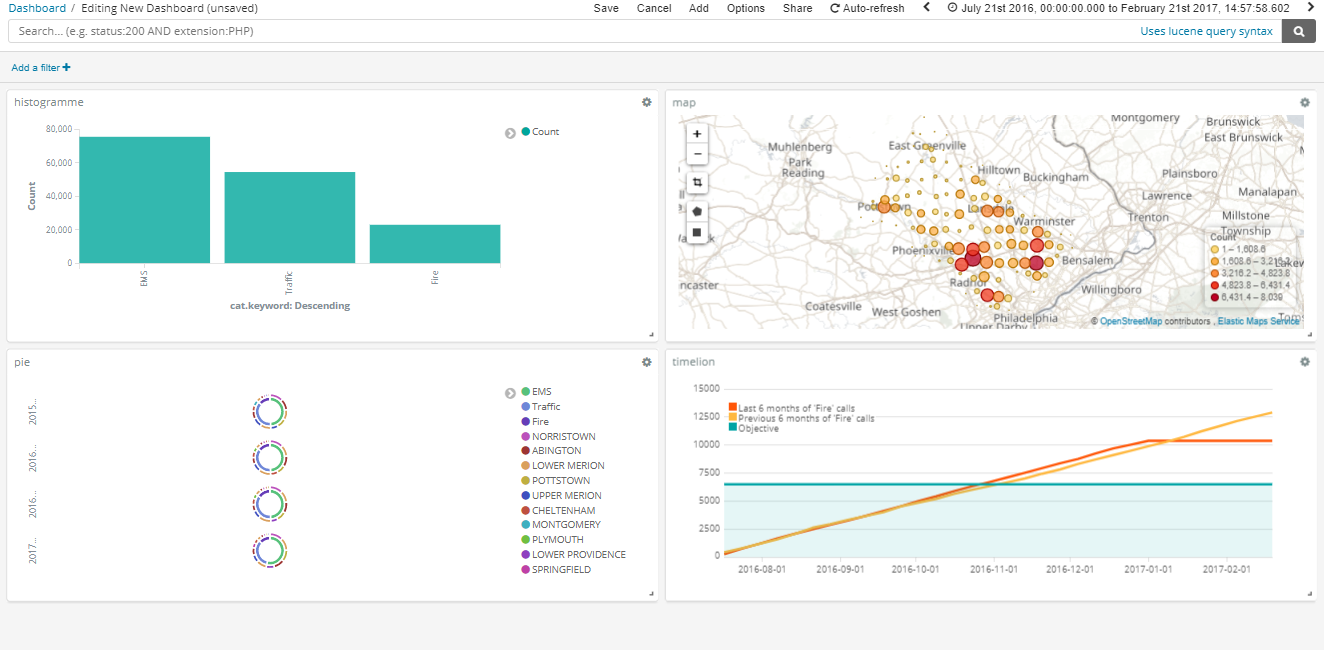 Dashboard / Editing New Dashboard (unsaved)
Save Cancel Add Options Share Auto-refresh July 21st 2016, 00:00:00.000 to February 21st 2017, 14:57:58.602
Search... (e.g. status:200 AND extension:PHP) Uses lucene query syntax
Add a filter +
histogramme
80,000
60,000
40,000
20,000
0
Count
EMS
Traffic
Fire
cat.keyword: Descending
Count
map
+
−
Montgomery
Brunswick
East Brunswick
Muhlenberg
Park
Reading
East Greenville
Hilltown
Buckingham
Plainsboro
Lawrence
Manalapan
Trenton
Millstone
Township
Warminster
Phoenixville
Bensalem
Radnor
Willingboro
Coatesville
West Goshen
Philadelphia
Upper Darby
Count
1 – 1,608.6
1,608.6 – 3,216.2
3,216.2 – 4,823.8
4,823.8 – 6,431.4
6,431.4 – 8,039
© OpenStreetMap contributors , Elastic Maps Service
pie
2015...
2016...
2016...
2017...
EMS
Traffic
Fire
NORRISTOWN
ABINGTON
LOWER MERION
POTTSTOWN
UPPER MERION
CHELTENHAM
MONTGOMERY
PLYMOUTH
LOWER PROVIDENCE
SPRINGFIELD
timelion
15000
12500
10000
7500
5000
2500
0
Last 6 months of 'Fire' calls
Previous 6 months of 'Fire' calls
Objective
2016-08-01 2016-09-01 2016-10-01 2016-11-01 2016-12-01 2017-01-01 2017-02-01